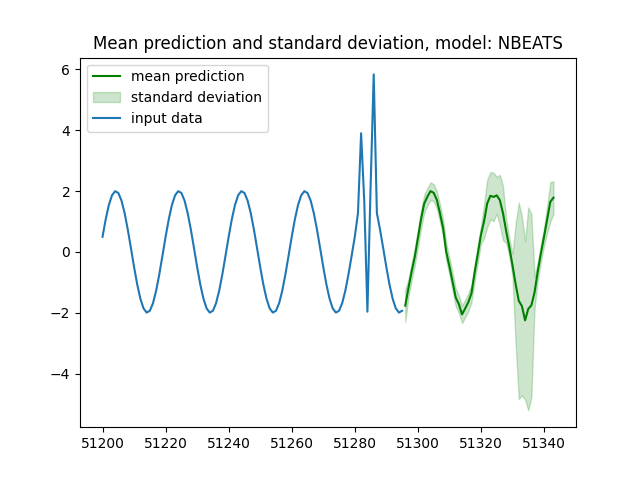 Mean prediction and standard deviation, model: NBEATS
mean prediction
standard deviation
input data
6
4
2
0
−2
−4
51200 51220 51240 51260 51280 51300 51320 51340